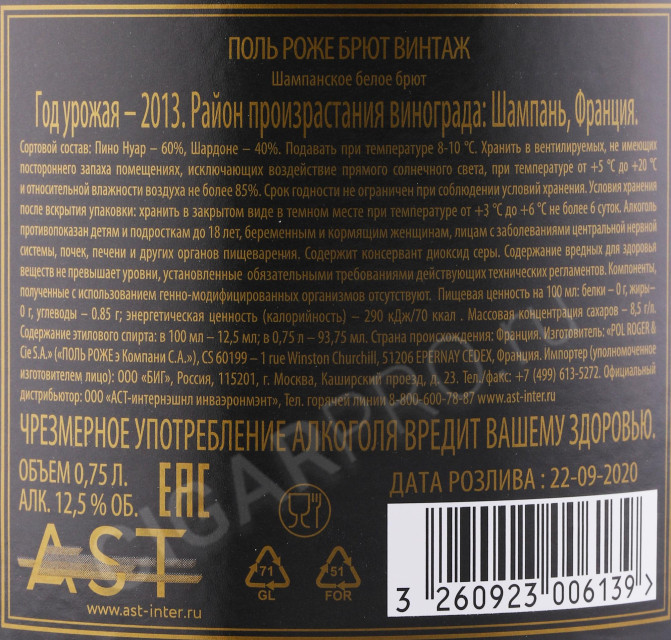 ПОЛЬ РОЖЕ БРЮТ ВИНТАЖ
Шампанское белое брют
Год урожая – 2013. Район произрастания винограда: Шампань, Франция.
Сортовой состав: Пино Нуар – 60%, Шардоне – 40%. Подавать при температуре 8-10 °С. Хранить в вентилируемых, не имеющих
постороннего запаха помещениях, исключающих воздействие прямого солнечного света, при температуре от +5 °С до +20 °С
и относительной влажности воздуха не более 85%. Срок годности не ограничен при соблюдении условий хранения. Условия хранения
после вскрытия упаковки: хранить в закрытом виде в темном месте при температуре от +3 °С до +6 °С не более 6 суток. Алкоголь
противопоказан детям и подросткам до 18 лет, беременным и кормящим женщинам, лицам с заболеваниями центральной нервной
системы, почек, печени и других органов пищеварения. Содержит консервант диоксид серы. Содержание вредных для здоровья
веществ не превышает уровни, установленные обязательными требованиями действующих технических регламентов. Компоненты,
полученные с использованием генно-модифицированных организмов отсутствуют. Пищевая ценность на 100 мл: белки – 0 г, жиры –
0 г, углеводы – 0.85 г; энергетическая ценность (калорийность) – 290 кДж/70 ккал . Массовая концентрация сахаров – 8,5 г/л.
Содержание этилового спирта: в 100 мл – 12,5 мл; в 0,75 л – 93,75 мл. Страна происхождения: Франция. Изготовитель: «POL ROGER &
Cie S.A.» («ПОЛЬ РОЖЕ э Компани С.А.»), CS 60199 – 1 rue Winston Churchill, 51206 EPERNAY CEDEX, Франция. Импортер (уполномоченное
изготовителем лицо): ООО «БИГ», Россия, 115201, г. Москва, Каширский проезд, д. 23. Тел./факс: +7 (499) 613-5272. Официальный
дистрибьютор: ООО «АСТ-интернэшнл инваэронмэнт», Тел. горячей линии 8-800-600-78-87 www.ast-inter.ru
ЧРЕЗМЕРНОЕ УПОТРЕБЛЕНИЕ АЛКОГОЛЯ ВРЕДИТ ВАШЕМУ ЗДОРОВЬЮ.
ОБЪЕМ 0,75 Л.
АЛК. 12,5 % ОБ.
ЕАС
ДАТА РОЗЛИВА : 22-09-2020
AST
www.ast-inter.ru
71
GL
51
FOR
3 260923 006139 >
CIGARPRO.ru